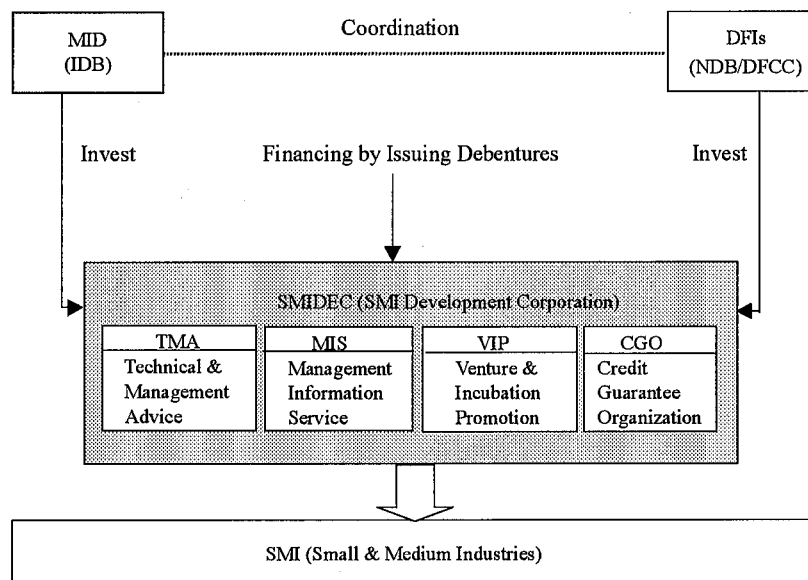 MID
(IDB)
Coordination
DFIs
(NDB/DFCC)
Invest
Financing by Issuing Debentures
Invest
SMIDEC (SMI Development Corporation)
TMA
Technical &
Management
Advice
MIS
Management
Information
Service
VIP
Venture &
Incubation
Promotion
CGO
Credit
Guarantee
Organization
SMI (Small & Medium Industries)